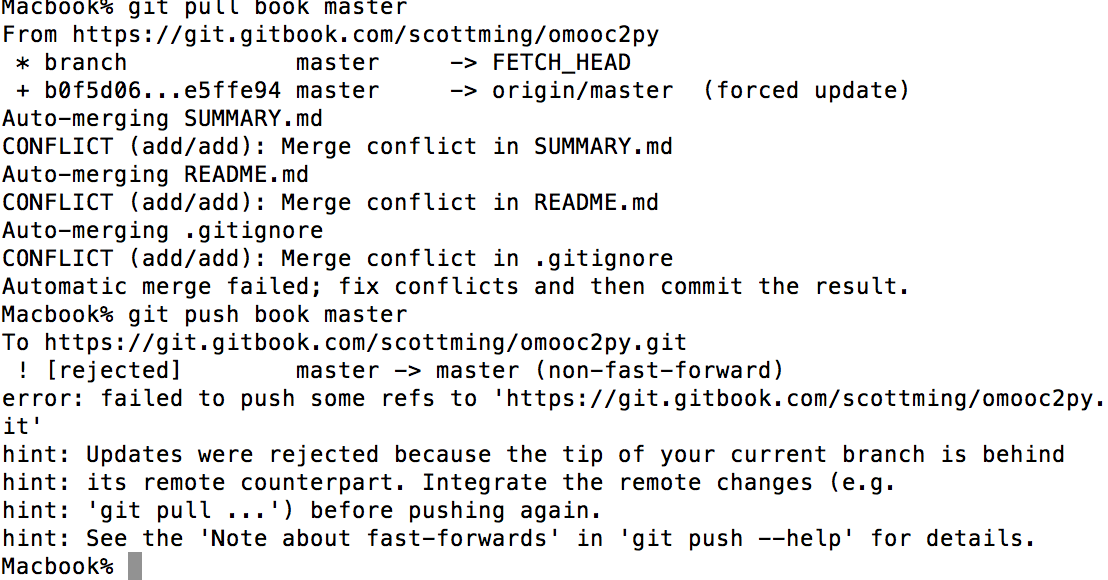 Macbook% git pull book master
From https://git.gitbook.com/scottming/omooc2py
 * branch            master     -> FETCH_HEAD
 + b0f5d06...e5ffe94 master     -> origin/master  (forced update)
Auto-merging SUMMARY.md
CONFLICT (add/add): Merge conflict in SUMMARY.md
Auto-merging README.md
CONFLICT (add/add): Merge conflict in README.md
Auto-merging .gitignore
CONFLICT (add/add): Merge conflict in .gitignore
Automatic merge failed; fix conflicts and then commit the result.
Macbook% git push book master
To https://git.gitbook.com/scottming/omooc2py.git
 ! [rejected]        master -> master (non-fast-forward)
error: failed to push some refs to 'https://git.gitbook.com/scottming/omooc2py.
it'
hint: Updates were rejected because the tip of your current branch is behind
hint: its remote counterpart. Integrate the remote changes (e.g.
hint: 'git pull ...') before pushing again.
hint: See the 'Note about fast-forwards' in 'git push --help' for details.
Macbook%